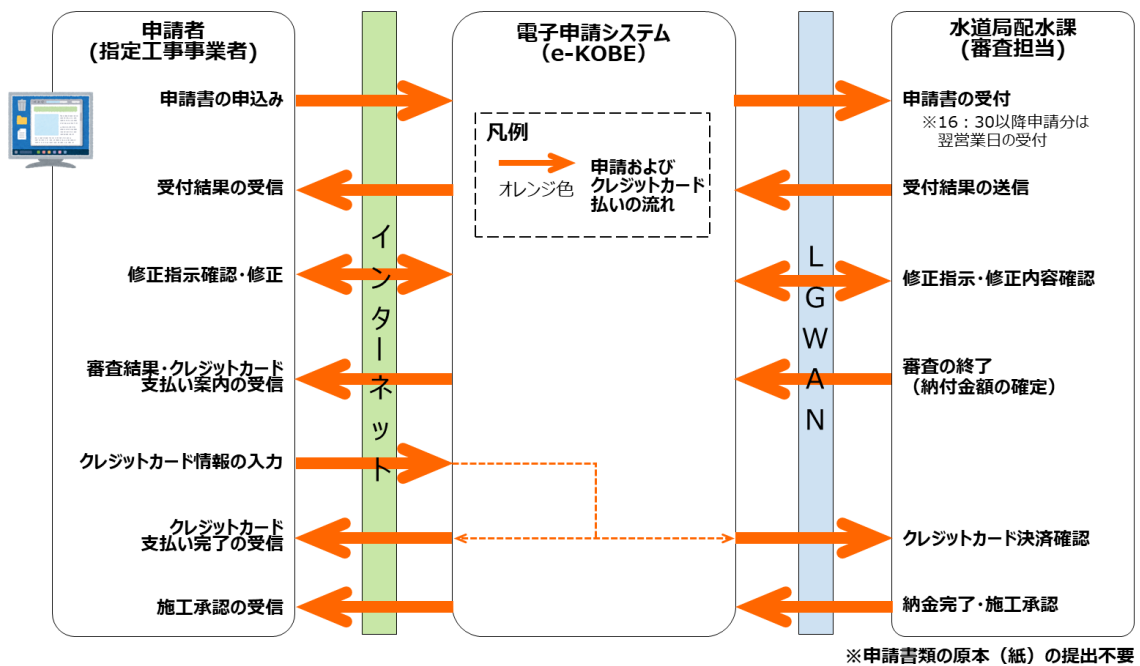 申請者
(指定工事事業者)
電子申請システム
（e-KOBE）
水道局配水課
(審査担当)
申請書の申込み
申請書の受付
※16：30以降申請分は
翌営業日の受付
凡例
オレンジ色
申請および
クレジットカード
払いの流れ
受付結果の受信
受付結果の送信
インターネット
LGWAN
修正指示確認・修正
修正指示・修正内容確認
審査結果・クレジットカード
支払い案内の受信
審査の終了
（納付金額の確定）
クレジットカード情報の入力
クレジットカード
支払い完了の受信
クレジットカード決済確認
施工承認の受信
納金完了・施工承認
※申請書類の原本（紙）の提出不要